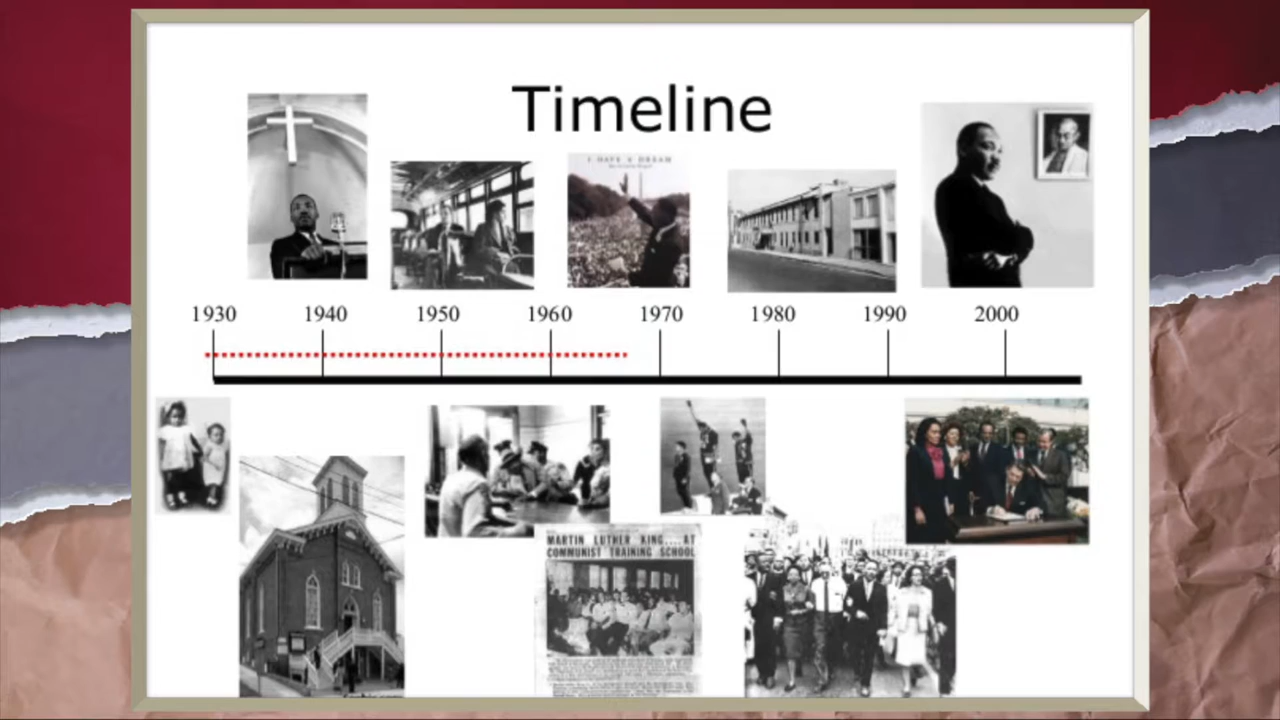 Timeline
I HAVE A DREAM
1930 1940 1950 1960 1970 1980 1990 2000
MARTIN LUTHER KING....AT
COMMUNIST TRAINING SCHOOL